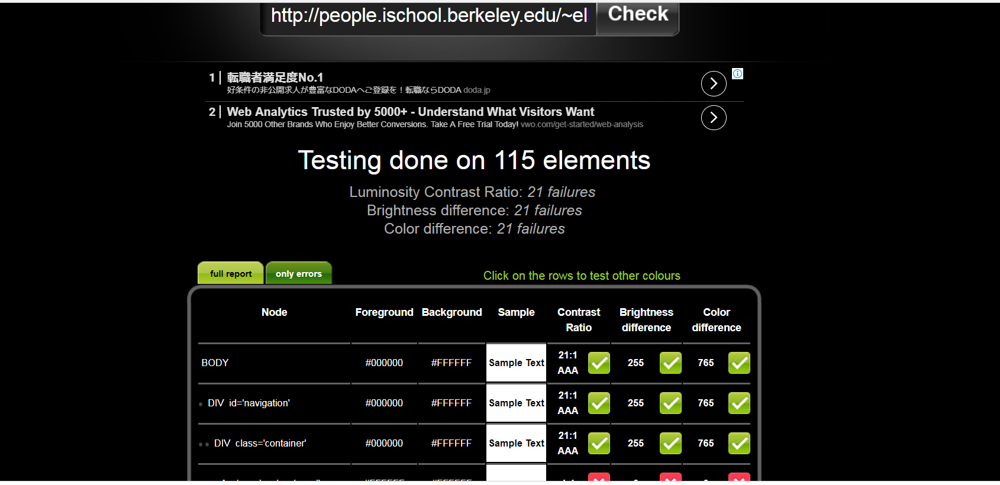 http://people.ischool.berkeley.edu/~el
Check
1 転職者満足度No.1
好条件の非公開求人が豊富なDODAへご登録を！転職ならDODA doda.jp
2 Web Analytics Trusted by 5000+ - Understand What Visitors Want
Join 5000 Other Brands Who Enjoy Better Conversions. Take A Free Trial Today! vwo.com/get-started/web-analysis
Testing done on 115 elements
Luminosity Contrast Ratio: 21 failures
Brightness difference: 21 failures
Color difference: 21 failures
full report only errors
Click on the rows to test other colours
Node Foreground Background Sample Contrast Ratio Brightness difference Color difference
BODY #000000 #FFFFFF Sample Text 21:1 AAA 255 765
DIV id='navigation' #000000 #FFFFFF Sample Text 21:1 AAA 255 765
DIV class='container' #000000 #FFFFFF Sample Text 21:1 AAA 255 765